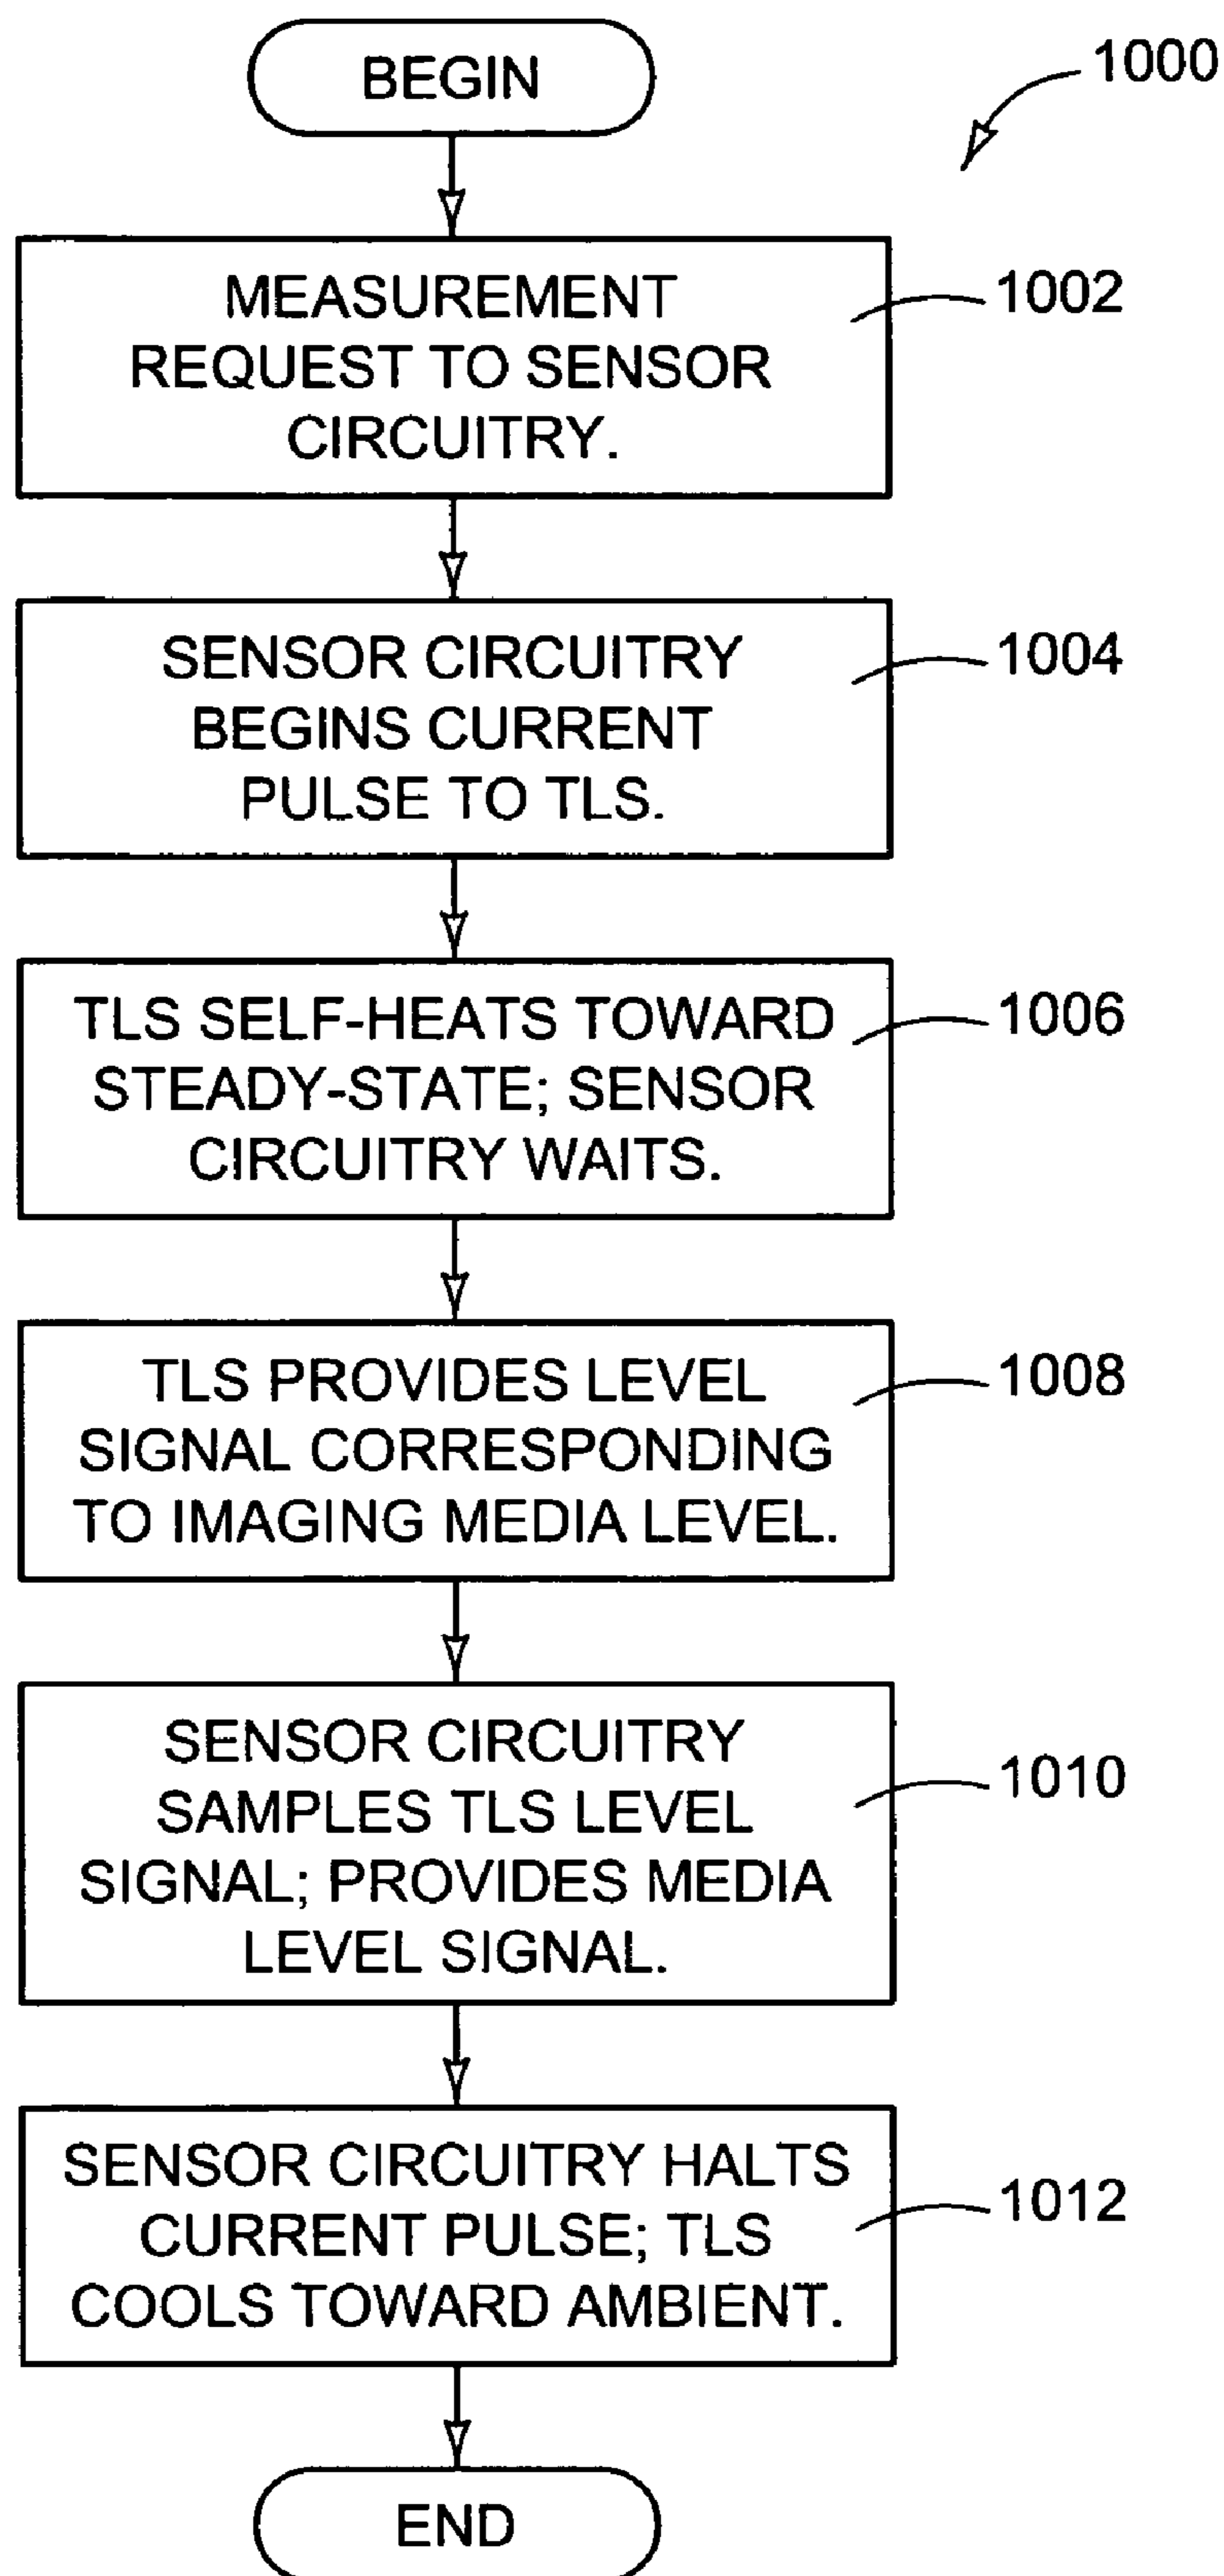 BEGIN
1000
MEASUREMENT
REQUEST TO SENSOR
CIRCUITRY.
1002
SENSOR CIRCUITRY
BEGINS CURRENT
PULSE TO TLS.
1004
TLS SELF-HEATS TOWARD
STEADY-STATE; SENSOR
CIRCUITRY WAITS.
1006
TLS PROVIDES LEVEL
SIGNAL CORRESPONDING
TO IMAGING MEDIA LEVEL.
1008
SENSOR CIRCUITRY
SAMPLES TLS LEVEL
SIGNAL; PROVIDES MEDIA
LEVEL SIGNAL.
1010
SENSOR CIRCUITRY HALTS
CURRENT PULSE; TLS
COOLS TOWARD AMBIENT.
1012
END